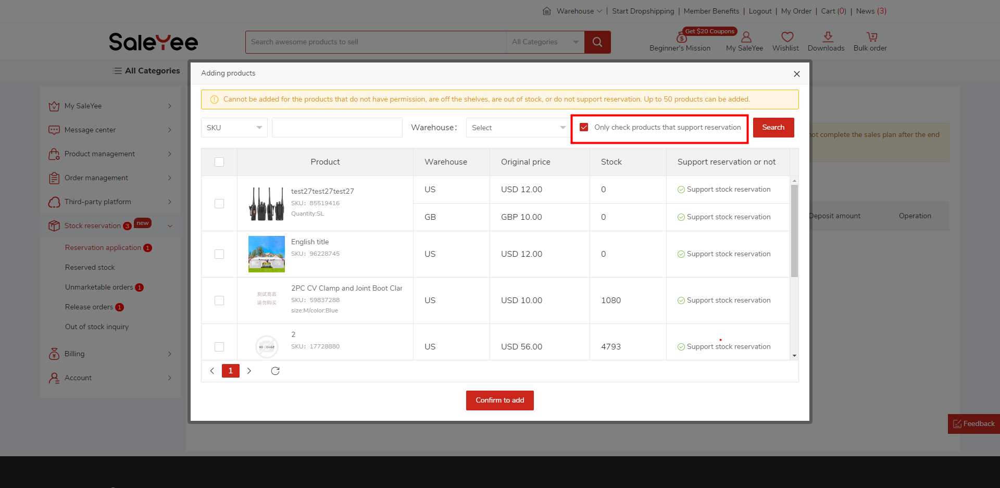 Warehouse | Start Dropshipping | Member Benefits | Logout | My Order | Cart (0) | News (3)
SaleYee
Search awesome products to sell
All Categories
Get $20 Coupons
Beginner's Mission
My SaleYee
Wishlist
Downloads
Bulk order
All Categories
My SaleYee
Message center
Product management
Order management
Third-party platform
Stock reservation 3 new
Reservation application 1
Reserved stock
Unmarketable orders 1
Release orders 1
Out of stock inquiry
Billing
Account
Adding products
Cannot be added for the products that do not have permission, are off the shelves, are out of stock, or do not support reservation. Up to 50 products can be added.
SKU
Warehouse:
Select
Only check products that support reservation
Search
Product
Warehouse
Original price
Stock
Support reservation or not
test27test27test27
SKU: 85519416
Quantity:SL
US
USD 12.00
0
Support stock reservation
GB
GBP 10.00
0
Support stock reservation
English title
SKU: 96228745
US
USD 12.00
0
Support stock reservation
测试商品
请勿购买
2PC CV Clamp and Joint Boot Clar
SKU: 59837288
size:M/color:Blue
US
USD 10.00
1080
Support stock reservation
NO IMAGE
2
SKU: 17728880
US
USD 56.00
4793
Support stock reservation
1
Confirm to add
not complete the sales plan after the end
Deposit amount
Operation
Feedback